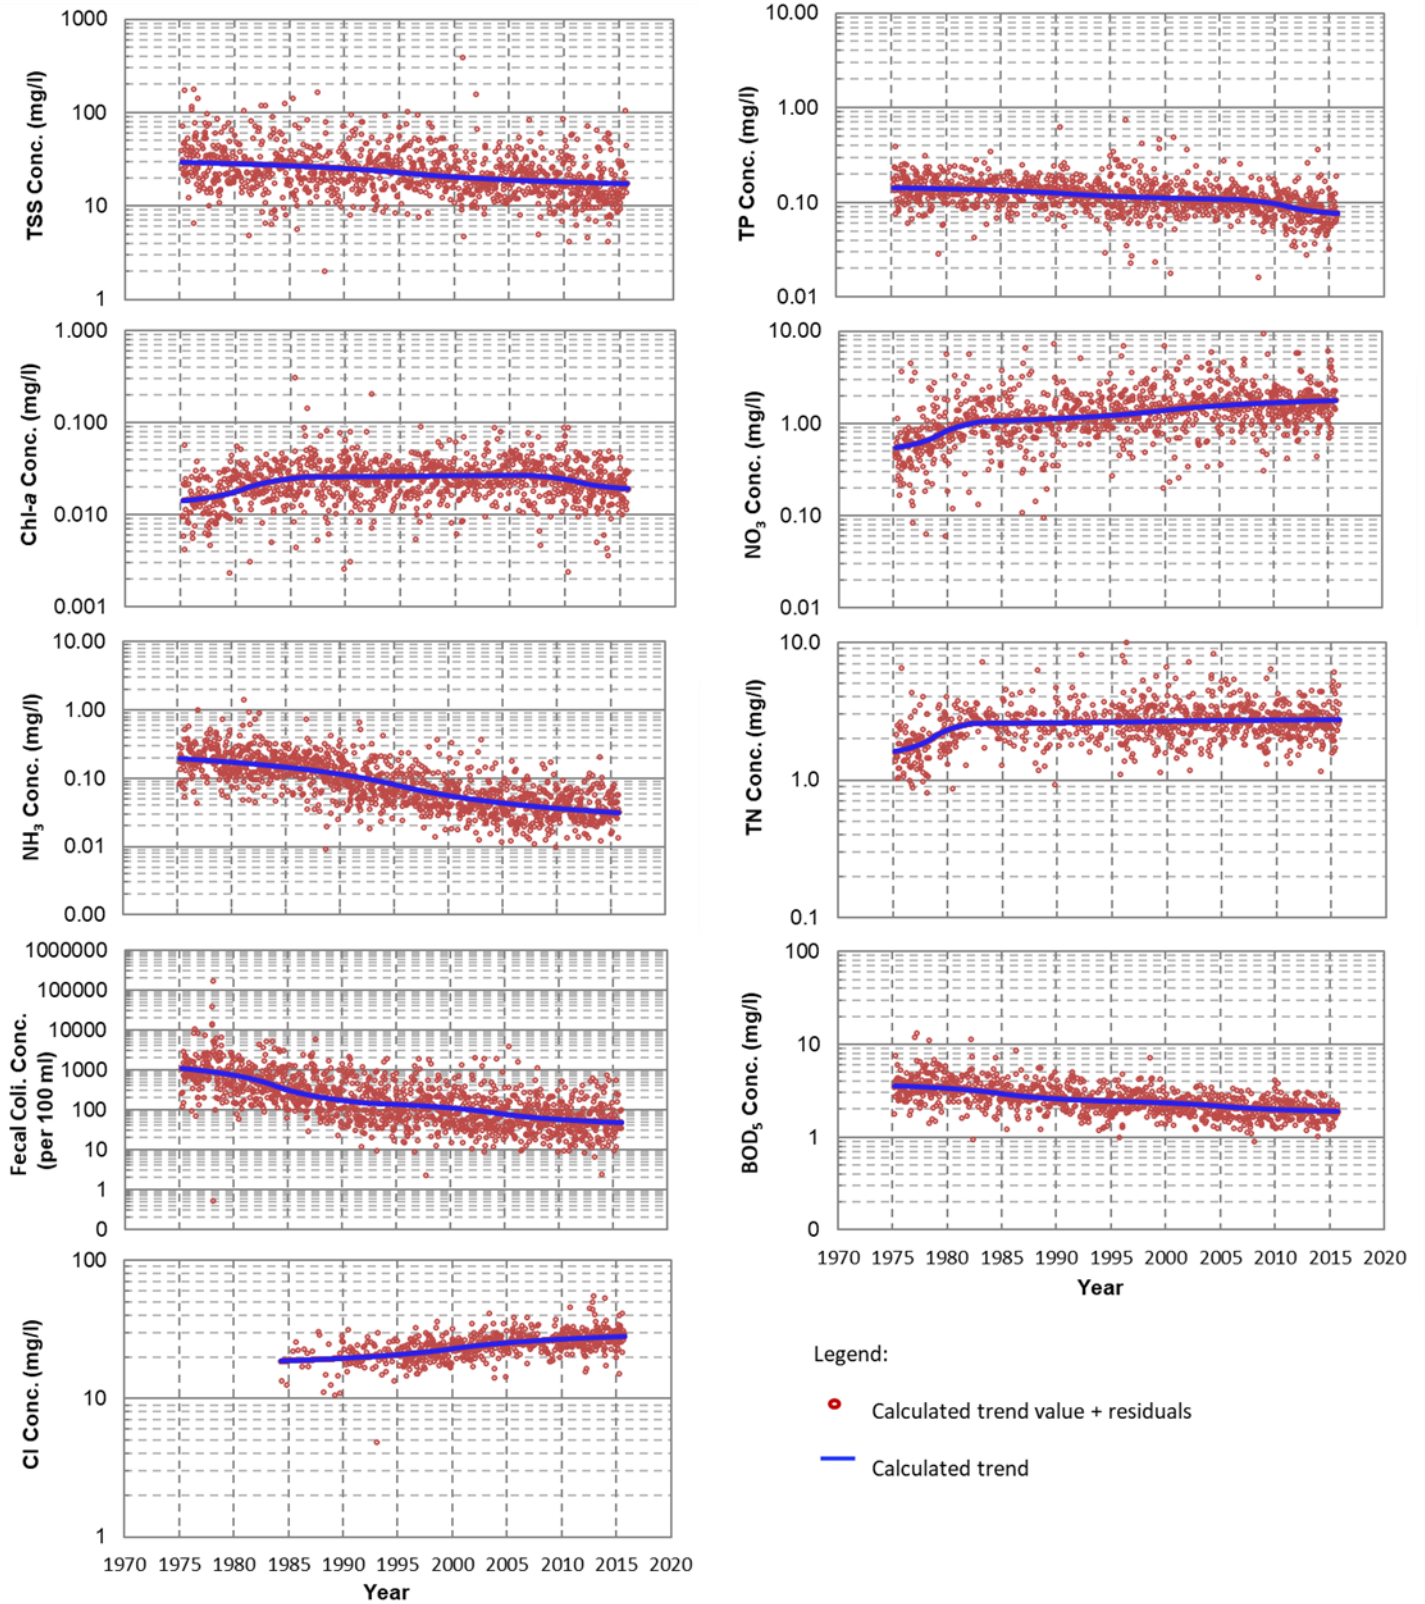 1000
100
10
1
TSS Conc. (mg/l)
10.00
1.00
0.10
0.01
TP Conc. (mg/l)
1.000
0.100
0.010
0.001
Chl-a Conc. (mg/l)
10.00
1.00
0.10
0.01
NO3 Conc. (mg/l)
10.00
1.00
0.10
0.01
0.00
NH3 Conc. (mg/l)
10.0
1.0
0.1
TN Conc. (mg/l)
1000000
100000
10000
1000
100
10
1
0
Fecal Coli. Conc.
(per 100 ml)
100
10
1
0
BOD5 Conc. (mg/l)
1970 1975 1980 1985 1990 1995 2000 2005 2010 2015 2020
Year
100
10
1
Cl Conc. (mg/l)
1970 1975 1980 1985 1990 1995 2000 2005 2010 2015 2020
Year
Legend:
Calculated trend value + residuals
Calculated trend